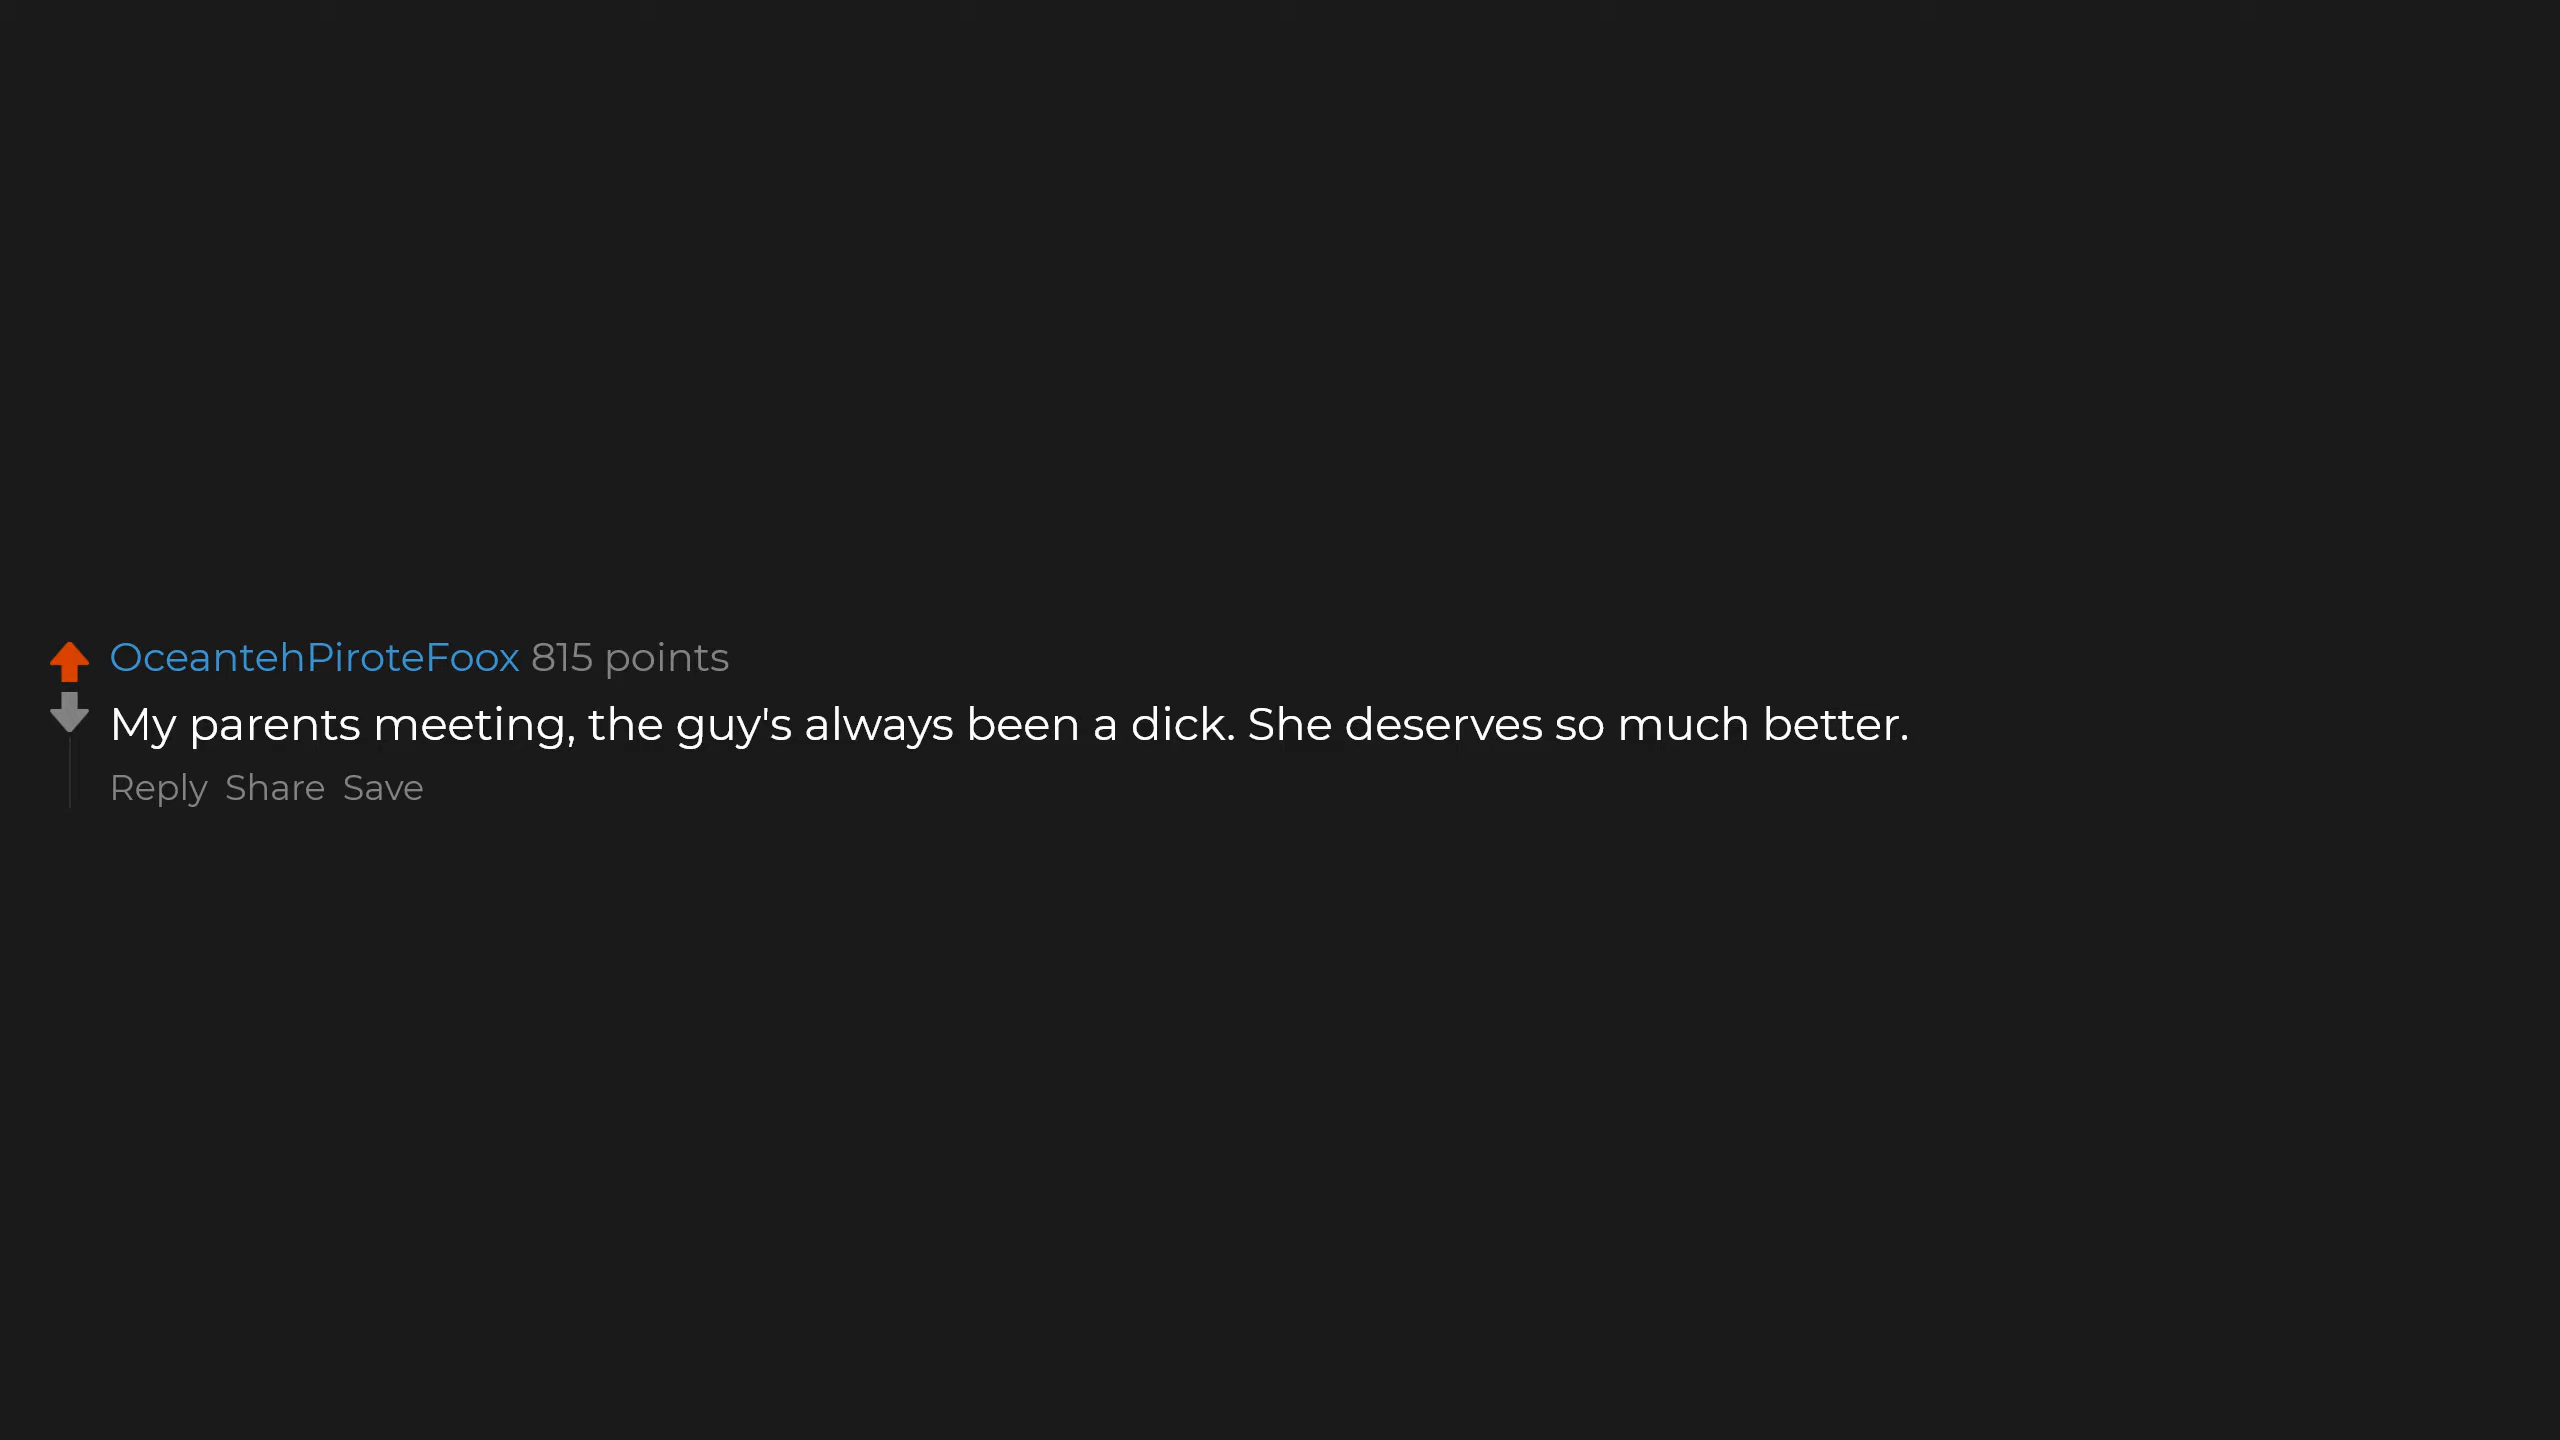 OceantehPiroteFoox 815 points
My parents meeting, the guy's always been a dick. She deserves so much better.
Reply Share Save